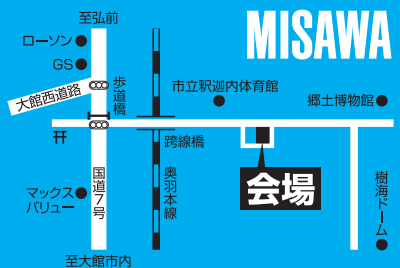 至弘前
MISAWA
ローソン
GS
大館西道路
歩道橋
市立釈迦内体育館
郷土博物館
跨線橋
国道7号
奥羽本線
会場
樹海ドーム
マックス
バリュー
至大館市内